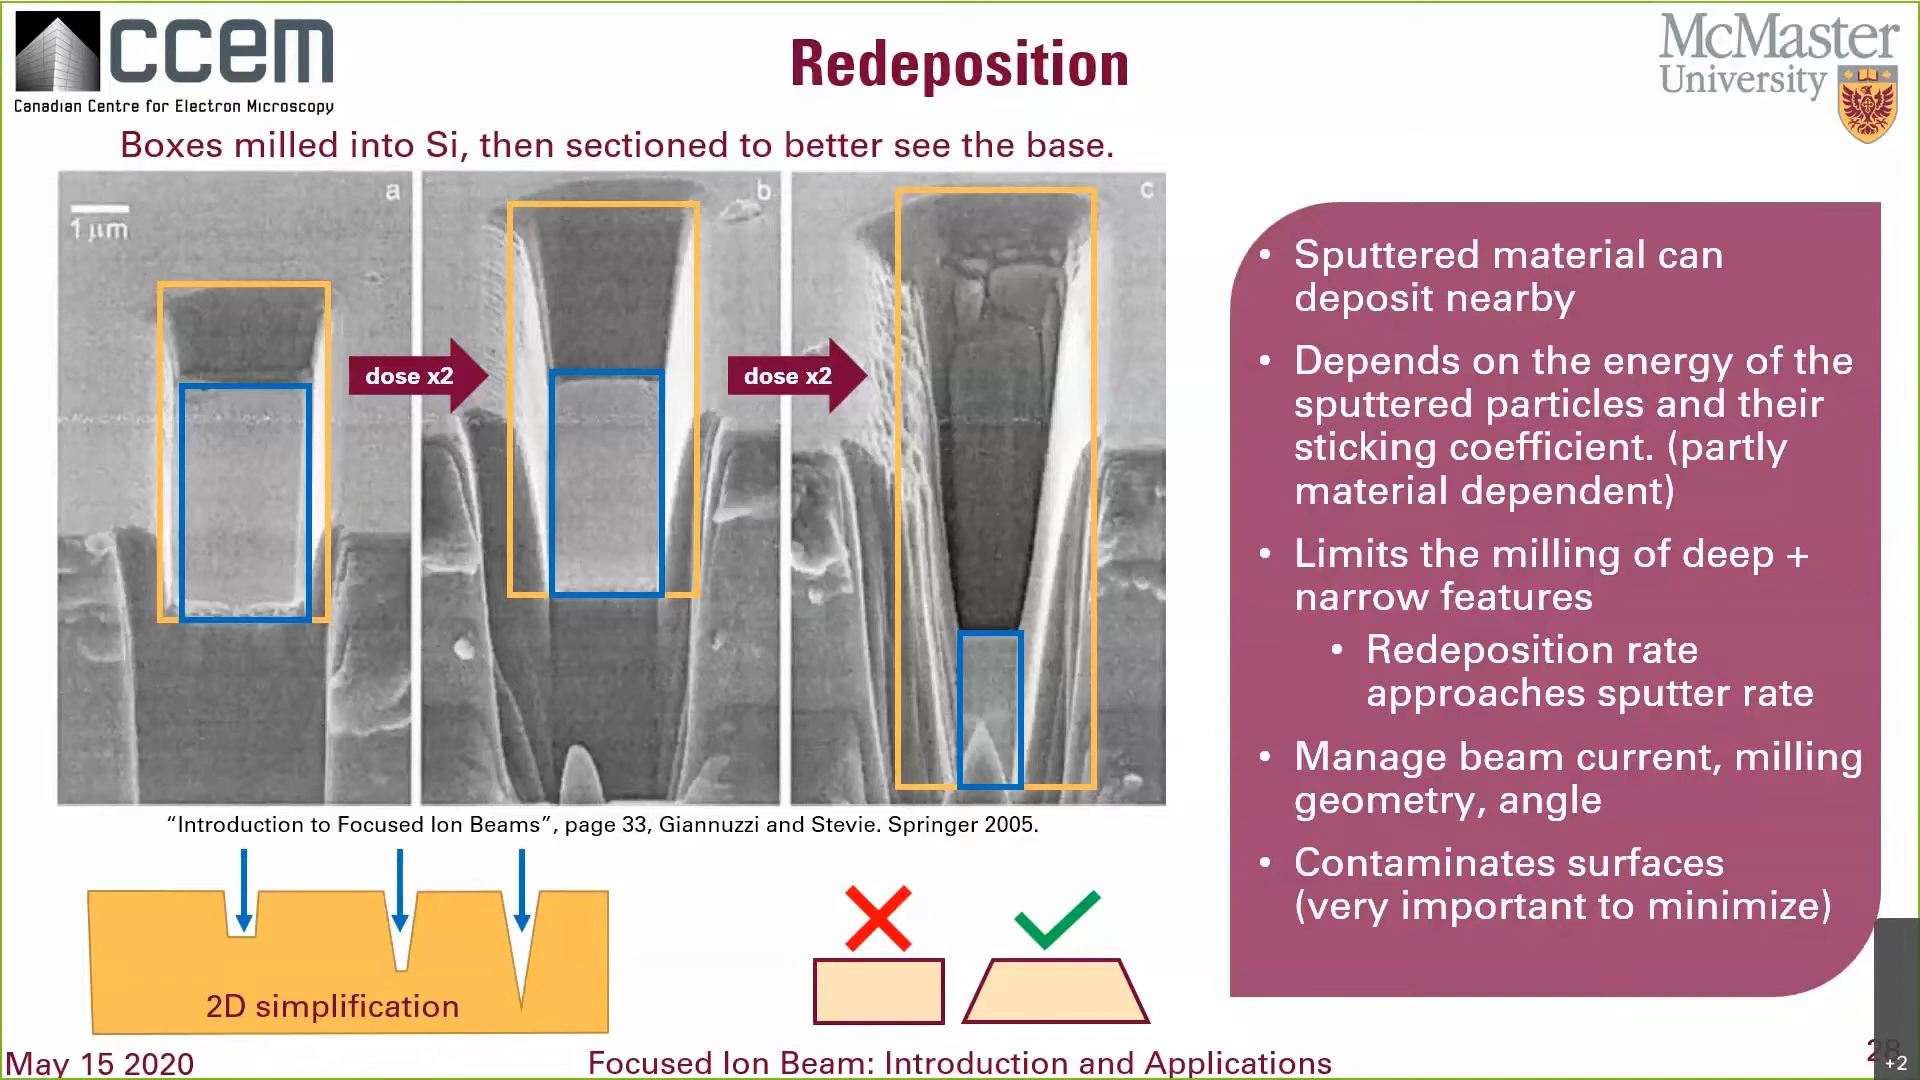 ccem
Canadian Centre for Electron Microscopy
Redeposition
McMaster
University
Boxes milled into Si, then sectioned to better see the base.
a
1 µm
b
c
dose x2
dose x2
"Introduction to Focused Ion Beams", page 33, Giannuzzi and Stevie. Springer 2005.
2D simplification
• Sputtered material can
deposit nearby
• Depends on the energy of the
sputtered particles and their
sticking coefficient. (partly
material dependent)
• Limits the milling of deep +
narrow features
• Redeposition rate
approaches sputter rate
• Manage beam current, milling
geometry, angle
• Contaminates surfaces
(very important to minimize)
May 15 2020
Focused Ion Beam: Introduction and Applications
28
+2